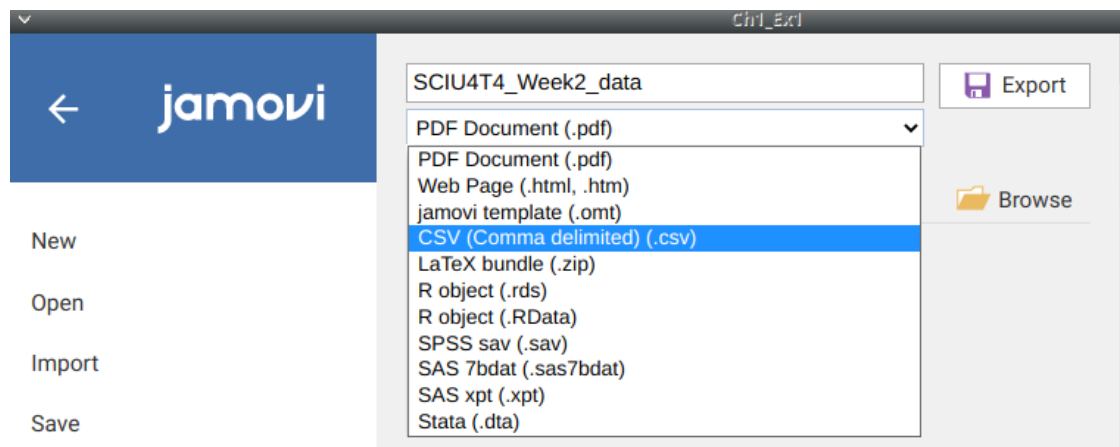 Ch1_Ex1
jamovi
New
Open
Import
Save
SCIU4T4_Week2_data
Export
PDF Document (.pdf)
PDF Document (.pdf)
Web Page (.html, .htm)
jamovi template (.omt)
CSV (Comma delimited) (.csv)
LaTeX bundle (.zip)
R object (.rds)
R object (.RData)
SPSS sav (.sav)
SAS 7bdat (.sas7bdat)
SAS xpt (.xpt)
Stata (.dta)
Browse